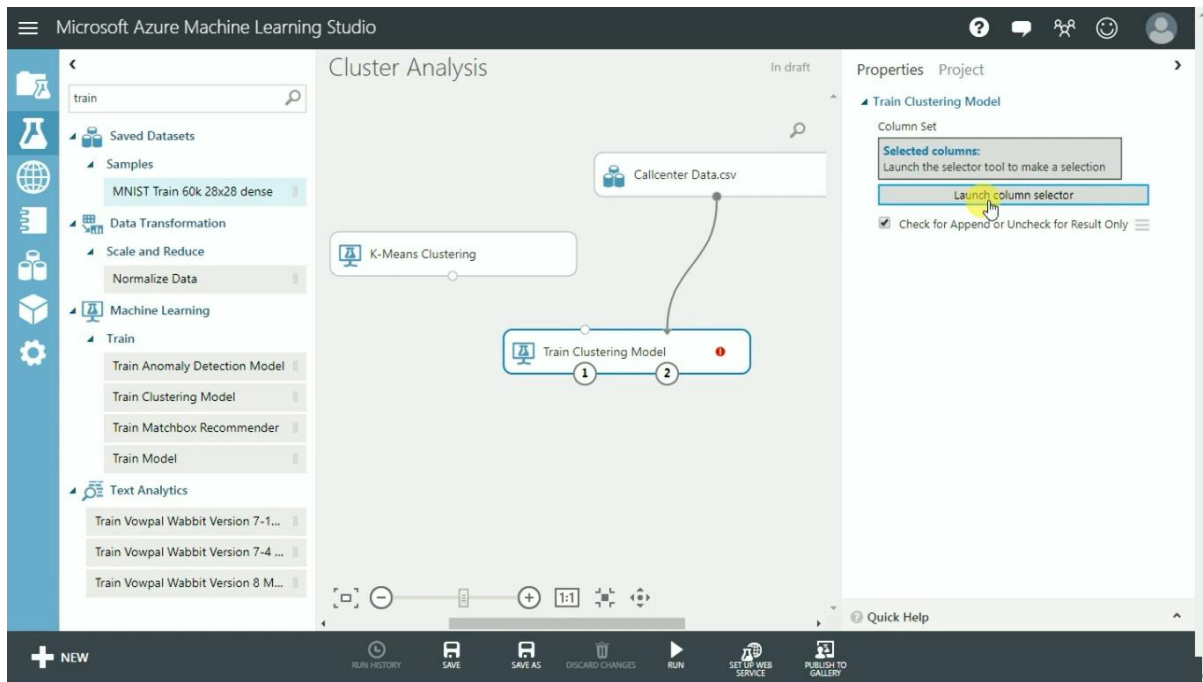 Microsoft Azure Machine Learning Studio
train
Saved Datasets
Samples
MNIST Train 60k 28x28 dense
Data Transformation
Scale and Reduce
Normalize Data
Machine Learning
Train
Train Anomaly Detection Model
Train Clustering Model
Train Matchbox Recommender
Train Model
Text Analytics
Train Vowpal Wabbit Version 7-1...
Train Vowpal Wabbit Version 7-4 ...
Train Vowpal Wabbit Version 8 M...
Cluster Analysis
In draft
Callcenter Data.csv
K-Means Clustering
Train Clustering Model
1
2
1:1
Properties Project
Train Clustering Model
Column Set
Selected columns:
Launch the selector tool to make a selection
Launch column selector
Check for Append or Uncheck for Result Only
Quick Help
NEW
RUN HISTORY
SAVE
SAVE AS
DISCARD CHANGES
RUN
SET UP WEB
SERVICE
PUBLISH TO
GALLERY